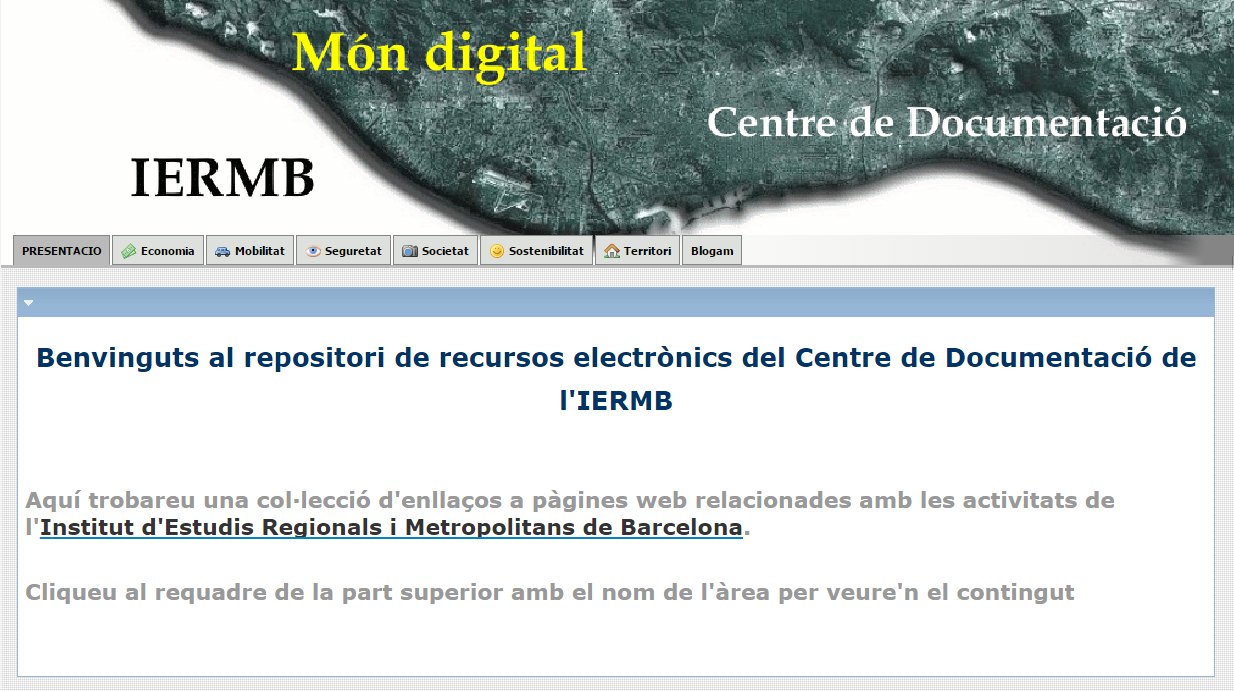 Món digital
Centre de Documentació
IERMB
PRESENTACIO Economia Mobilitat Seguretat Societat Sostenibilitat Territori Blogam
Benvinguts al repositori de recursos electrònics del Centre de Documentació de
l'IERMB
Aquí trobareu una col·lecció d'enllaços a pàgines web relacionades amb les activitats de
l'Institut d'Estudis Regionals i Metropolitans de Barcelona.
Cliqueu al requadre de la part superior amb el nom de l'àrea per veure'n el contingut